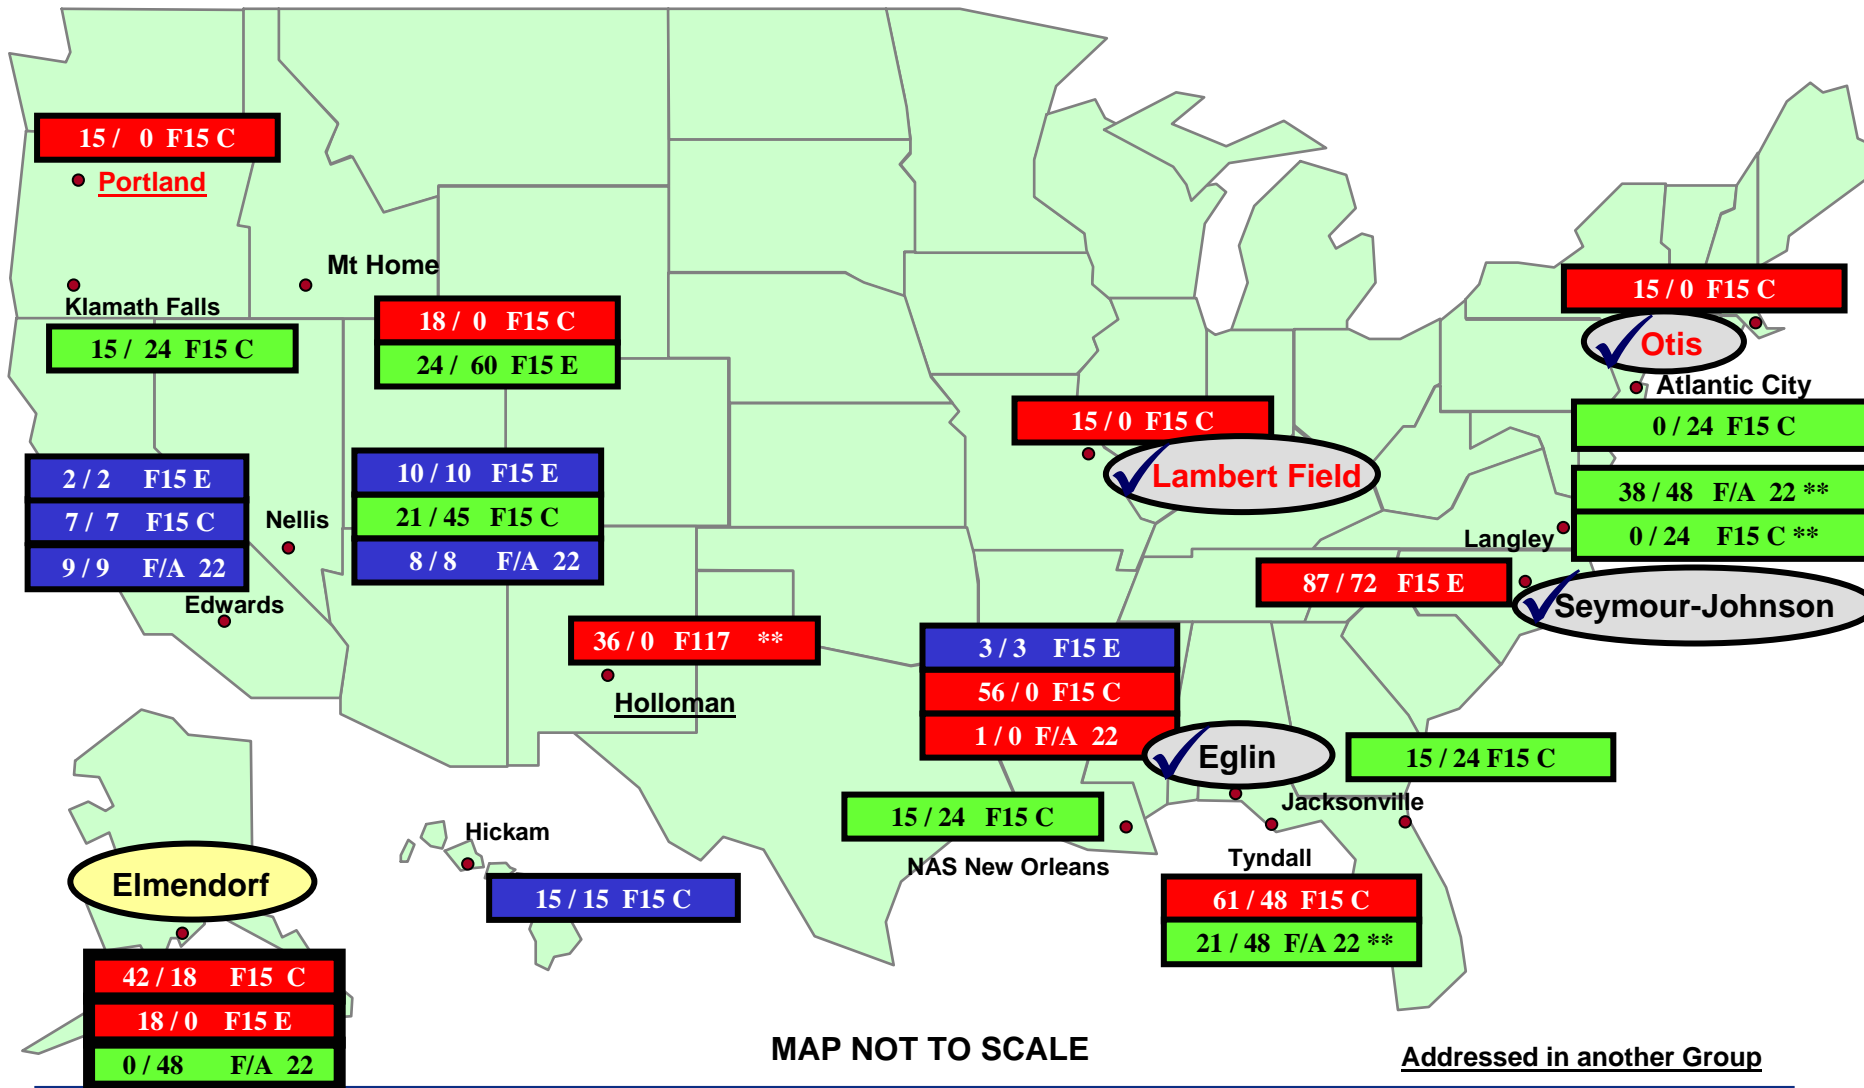 15 / 0 F15 C
Portland
Mt Home
Klamath Falls
15 / 24 F15 C
18 / 0 F15 C
24 / 60 F15 E
15 / 0 F15 C
Otis
Atlantic City
0 / 24 F15 C
15 / 0 F15 C
Lambert Field
2 / 2 F15 E
7 / 7 F15 C
9 / 9 F/A 22
Edwards
Nellis
10 / 10 F15 E
21 / 45 F15 C
8 / 8 F/A 22
38 / 48 F/A 22 **
0 / 24 F15 C **
Langley
87 / 72 F15 E
Seymour-Johnson
36 / 0 F117 **
Holloman
3 / 3 F15 E
56 / 0 F15 C
1 / 0 F/A 22
Eglin
15 / 24 F15 C
Jacksonville
15 / 24 F15 C
NAS New Orleans
Tyndall
61 / 48 F15 C
21 / 48 F/A 22 **
Hickam
15 / 15 F15 C
Elmendorf
42 / 18 F15 C
18 / 0 F15 E
0 / 48 F/A 22
MAP NOT TO SCALE
Addressed in another Group